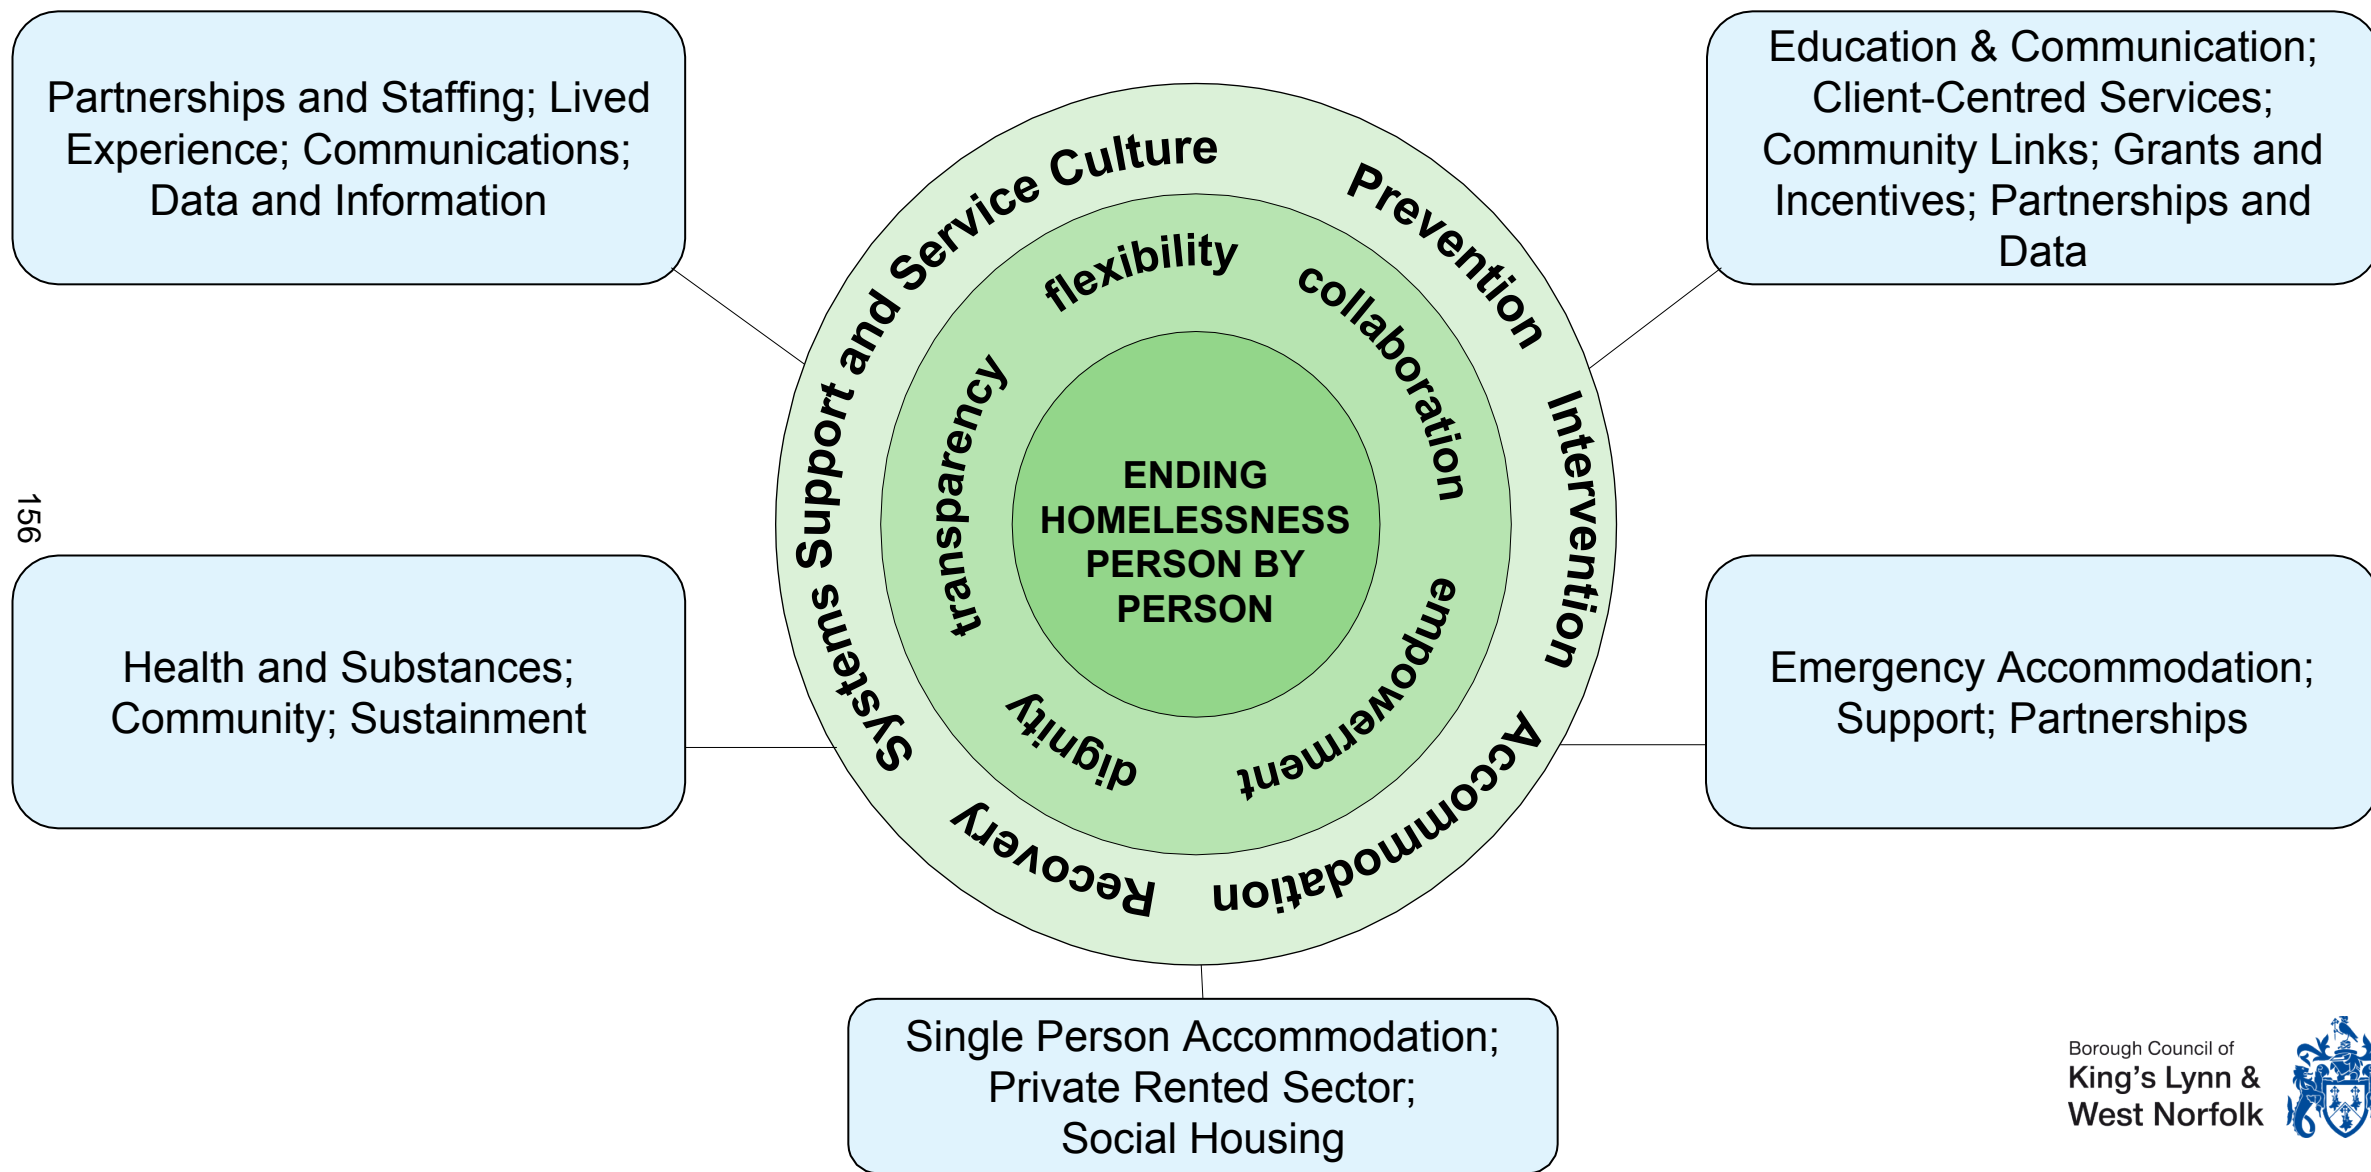 Partnerships and Staffing; Lived
Experience; Communications;
Data and Information
Education & Communication;
Client-Centred Services;
Community Links; Grants and
Incentives; Partnerships and
Data
Systems Support and Service Culture
Prevention
Intervention
Accommodation
Recovery
flexibility
collaboration
empowerment
dignity
transparency
ENDING
HOMELESSNESS
PERSON BY
PERSON
156
Health and Substances;
Community; Sustainment
Emergency Accommodation;
Support; Partnerships
Single Person Accommodation;
Private Rented Sector;
Social Housing
Borough Council of
King's Lynn &
West Norfolk